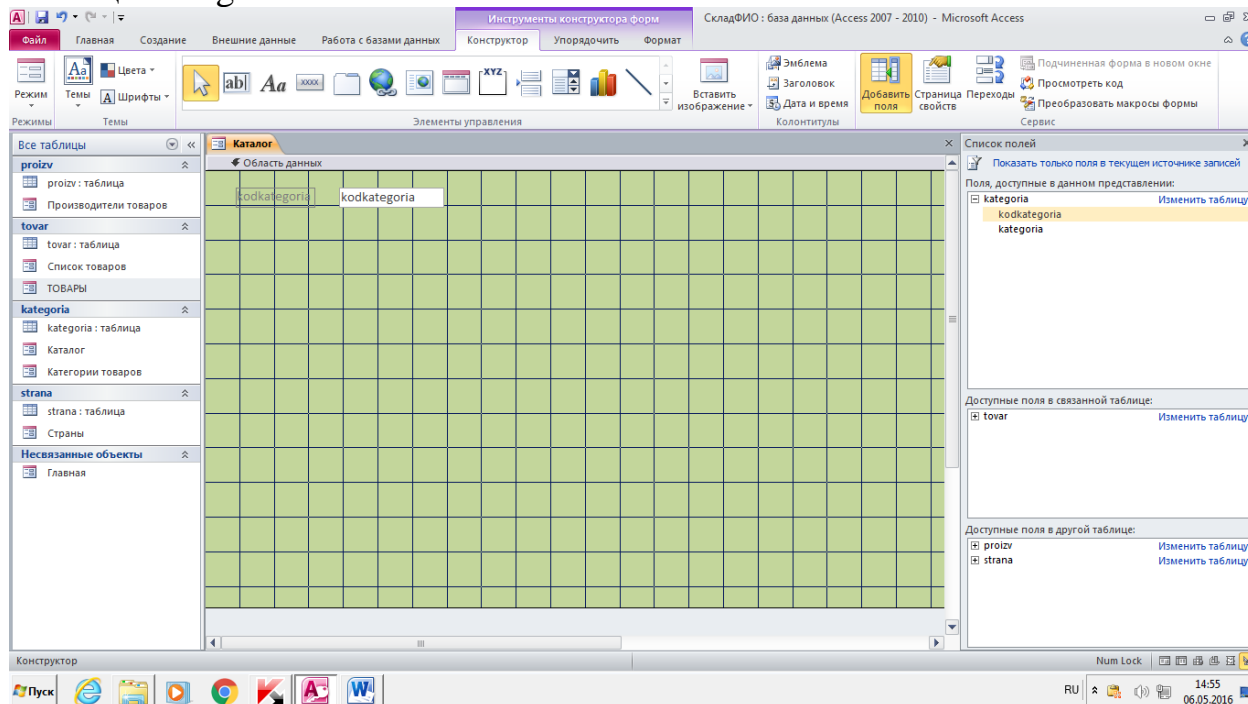 Инструменты конструктора форм
СкладФИО : база данных (Access 2007 - 2010) - Microsoft Access
Файл Главная Создание Внешние данные Работа с базами данных Конструктор Упорядочить Формат
Режим
Режимы
Aa
Темы
Цвета
A Шрифты
Темы
ab| Aa xxxx XYZ
Элементы управления
Вставить
изображение
Эмблема
Заголовок
Дата и время
Колонтитулы
Добавить
поля
Страница
свойств
Переходы
Подчиненная форма в новом окне
Просмотреть код
Преобразовать макросы формы
Сервис
Все таблицы
proizv
proizv : таблица
Производители товаров
tovar
tovar : таблица
Список товаров
ТОВАРЫ
kategoria
kategoria : таблица
Каталог
Категории товаров
strana
strana : таблица
Страны
Несвязанные объекты
Главная
Каталог
Область данных
kodkategoria kodkategoria
Список полей
Показать только поля в текущем источнике записей
Поля, доступные в данном представлении:
kategoria Изменить таблицу
kodkategoria
kategoria
Доступные поля в связанной таблице:
tovar Изменить таблицу
Доступные поля в другой таблице:
proizv Изменить таблицу
strana Изменить таблицу
Конструктор
Num Lock
Пуск
RU
14:55
06.05.2016